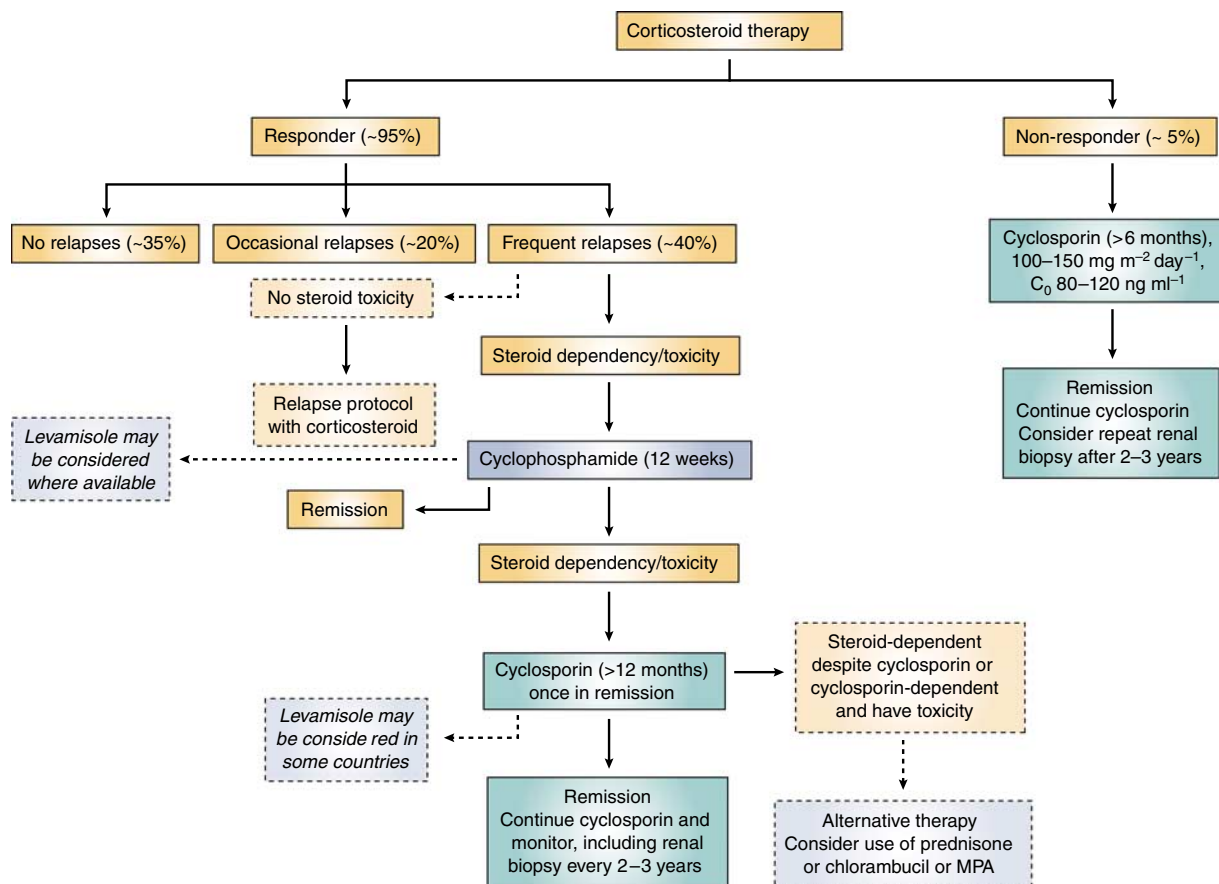 Corticosteroid therapy
Responder (~95%)
Non-responder (~ 5%)
No relapses (~35%)
Occasional relapses (~20%)
Frequent relapses (~40%)
Cyclosporin (>6 months),
100–150 mg m⁻² day⁻¹,
C₀ 80–120 ng ml⁻¹
No steroid toxicity
Steroid dependency/toxicity
Relapse protocol
with corticosteroid
Remission
Continue cyclosporin
Consider repeat renal
biopsy after 2–3 years
Levamisole may
be considered
where available
Cyclophosphamide (12 weeks)
Remission
Steroid dependency/toxicity
Cyclosporin (>12 months)
once in remission
Steroid-dependent
despite cyclosporin or
cyclosporin-dependent
and have toxicity
Levamisole may
be conside red in
some countries
Remission
Continue cyclosporin and
monitor, including renal
biopsy every 2–3 years
Alternative therapy
Consider use of prednisone
or chlorambucil or MPA